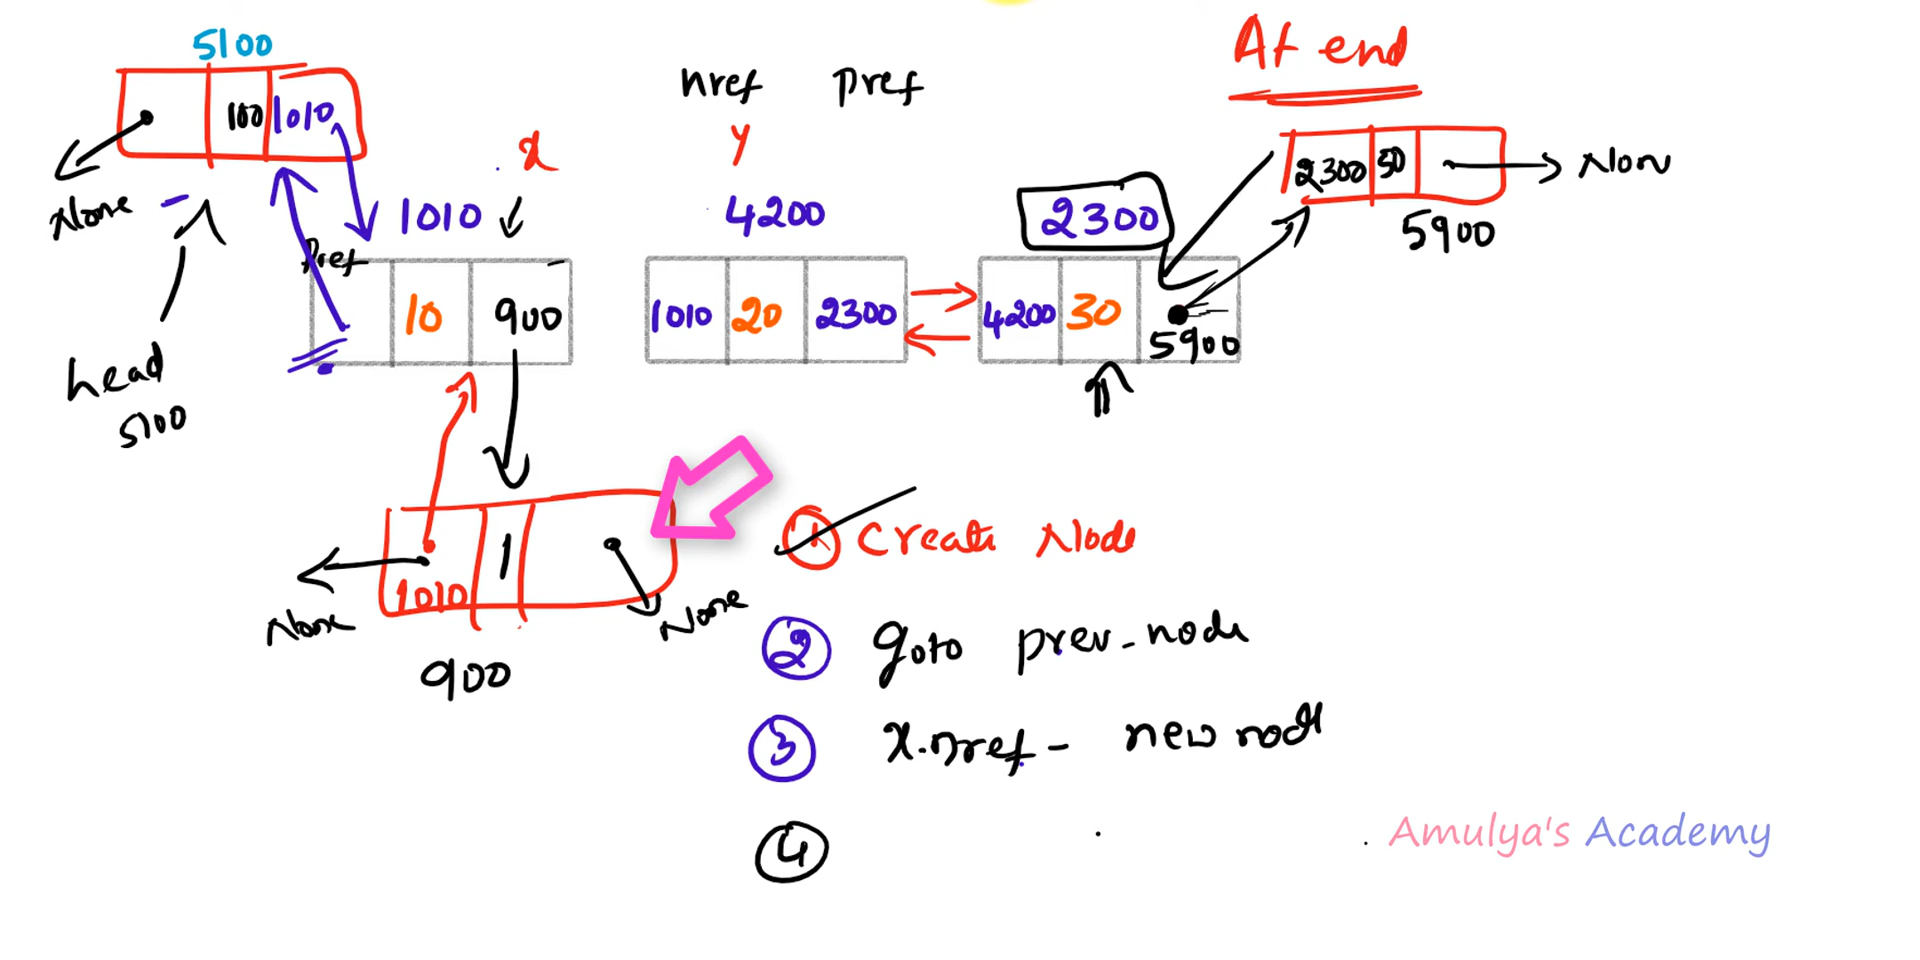 5100
At end
nref pref
100 1010
x
y
2300 50
None
1010
4200
2300
5900
Pref
10 900
1010 20 2300
4200 30 5900
head
5100
1 Create Node
1
1010
None
None
900
2 goto prev-node
3 x.nref - new node
4
Amulya's Academy